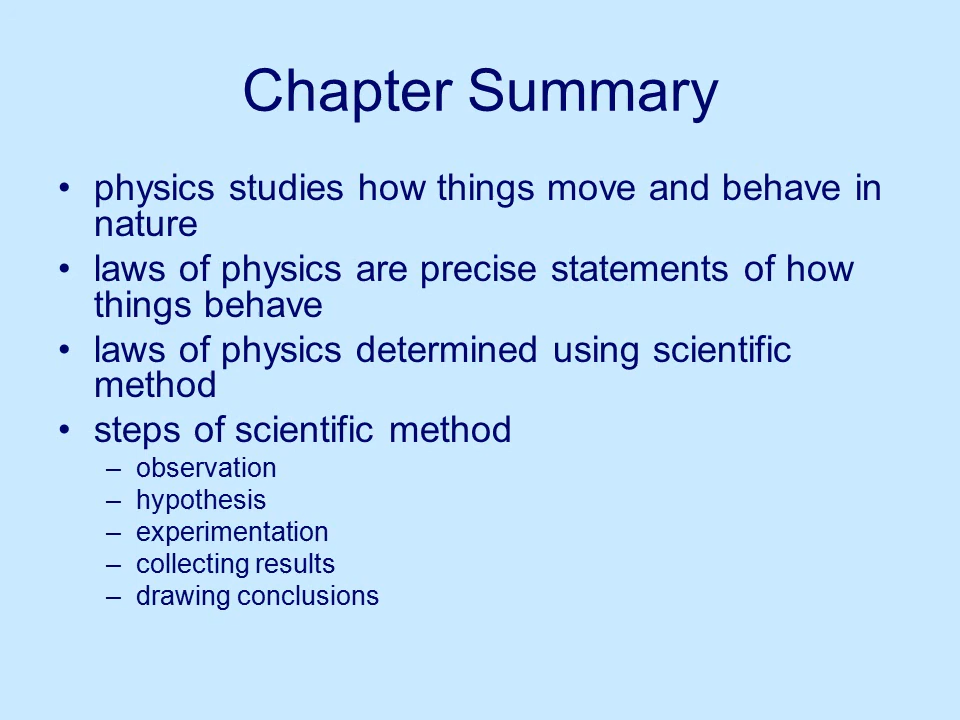 Chapter Summary
• physics studies how things move and behave in
nature
• laws of physics are precise statements of how
things behave
• laws of physics determined using scientific
method
• steps of scientific method
– observation
– hypothesis
– experimentation
– collecting results
– drawing conclusions